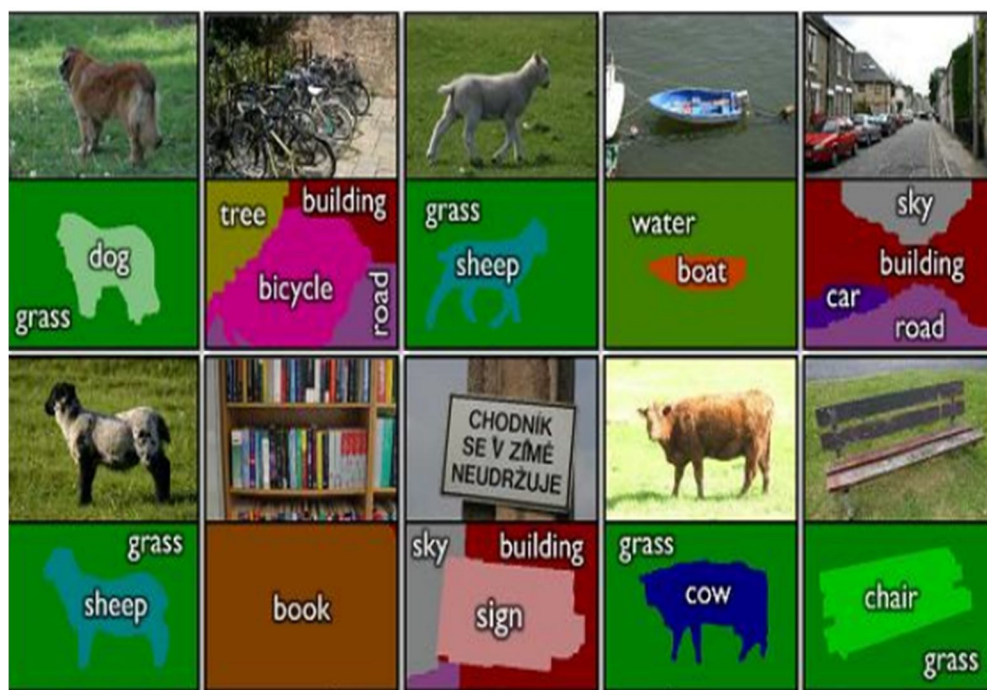 tree
building
bicycle
road
dog
grass
grass
sheep
water
boat
sky
building
car
road
CHODNÍK
SE V ZÍMĚ
NEUDRŽUJE
grass
sheep
book
sky
building
sign
grass
cow
chair
grass